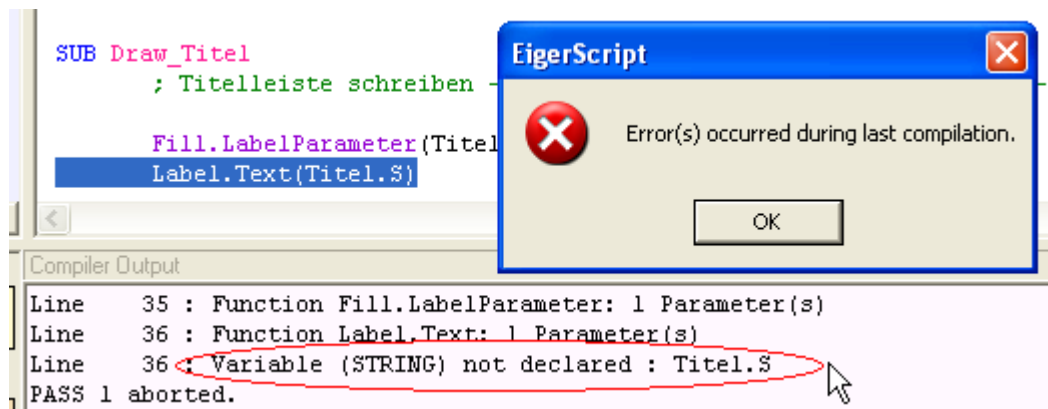 SUB Draw_Titel
; Titelleiste schreiben -
Fill.LabelParameter(Titel
Label.Text(Titel.S)
EigerScript
Error(s) occurred during last compilation.
OK
Compiler Output
Line 35 : Function Fill.LabelParameter: 1 Parameter(s)
Line 36 : Function Label.Text: 1 Parameter(s)
Line 36 : Variable (STRING) not declared : Titel.S
PASS 1 aborted.